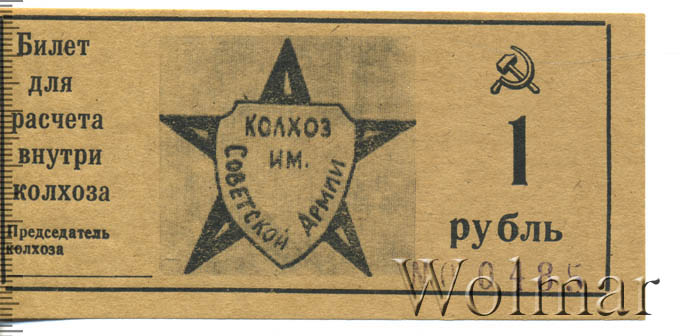 Билет
для
расчета
внутри
колхоза
Председатель
колхоза
КОЛХОЗ
ИМ.
СОВЕТСКОЙ АРМИИ
1
рубль
Wolmar